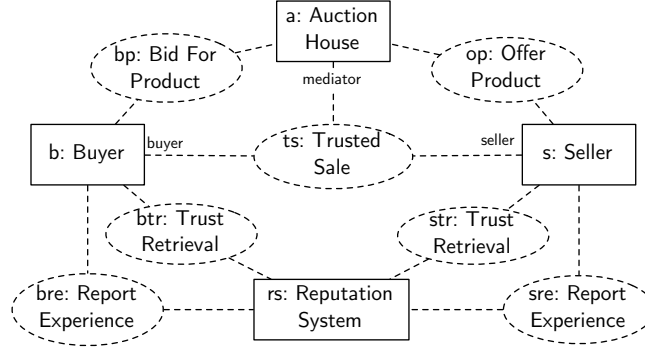 a: Auction
House
bp: Bid For
Product
op: Offer
Product
mediator
b: Buyer
buyer
ts: Trusted
Sale
seller
s: Seller
btr: Trust
Retrieval
str: Trust
Retrieval
bre: Report
Experience
rs: Reputation
System
sre: Report
Experience